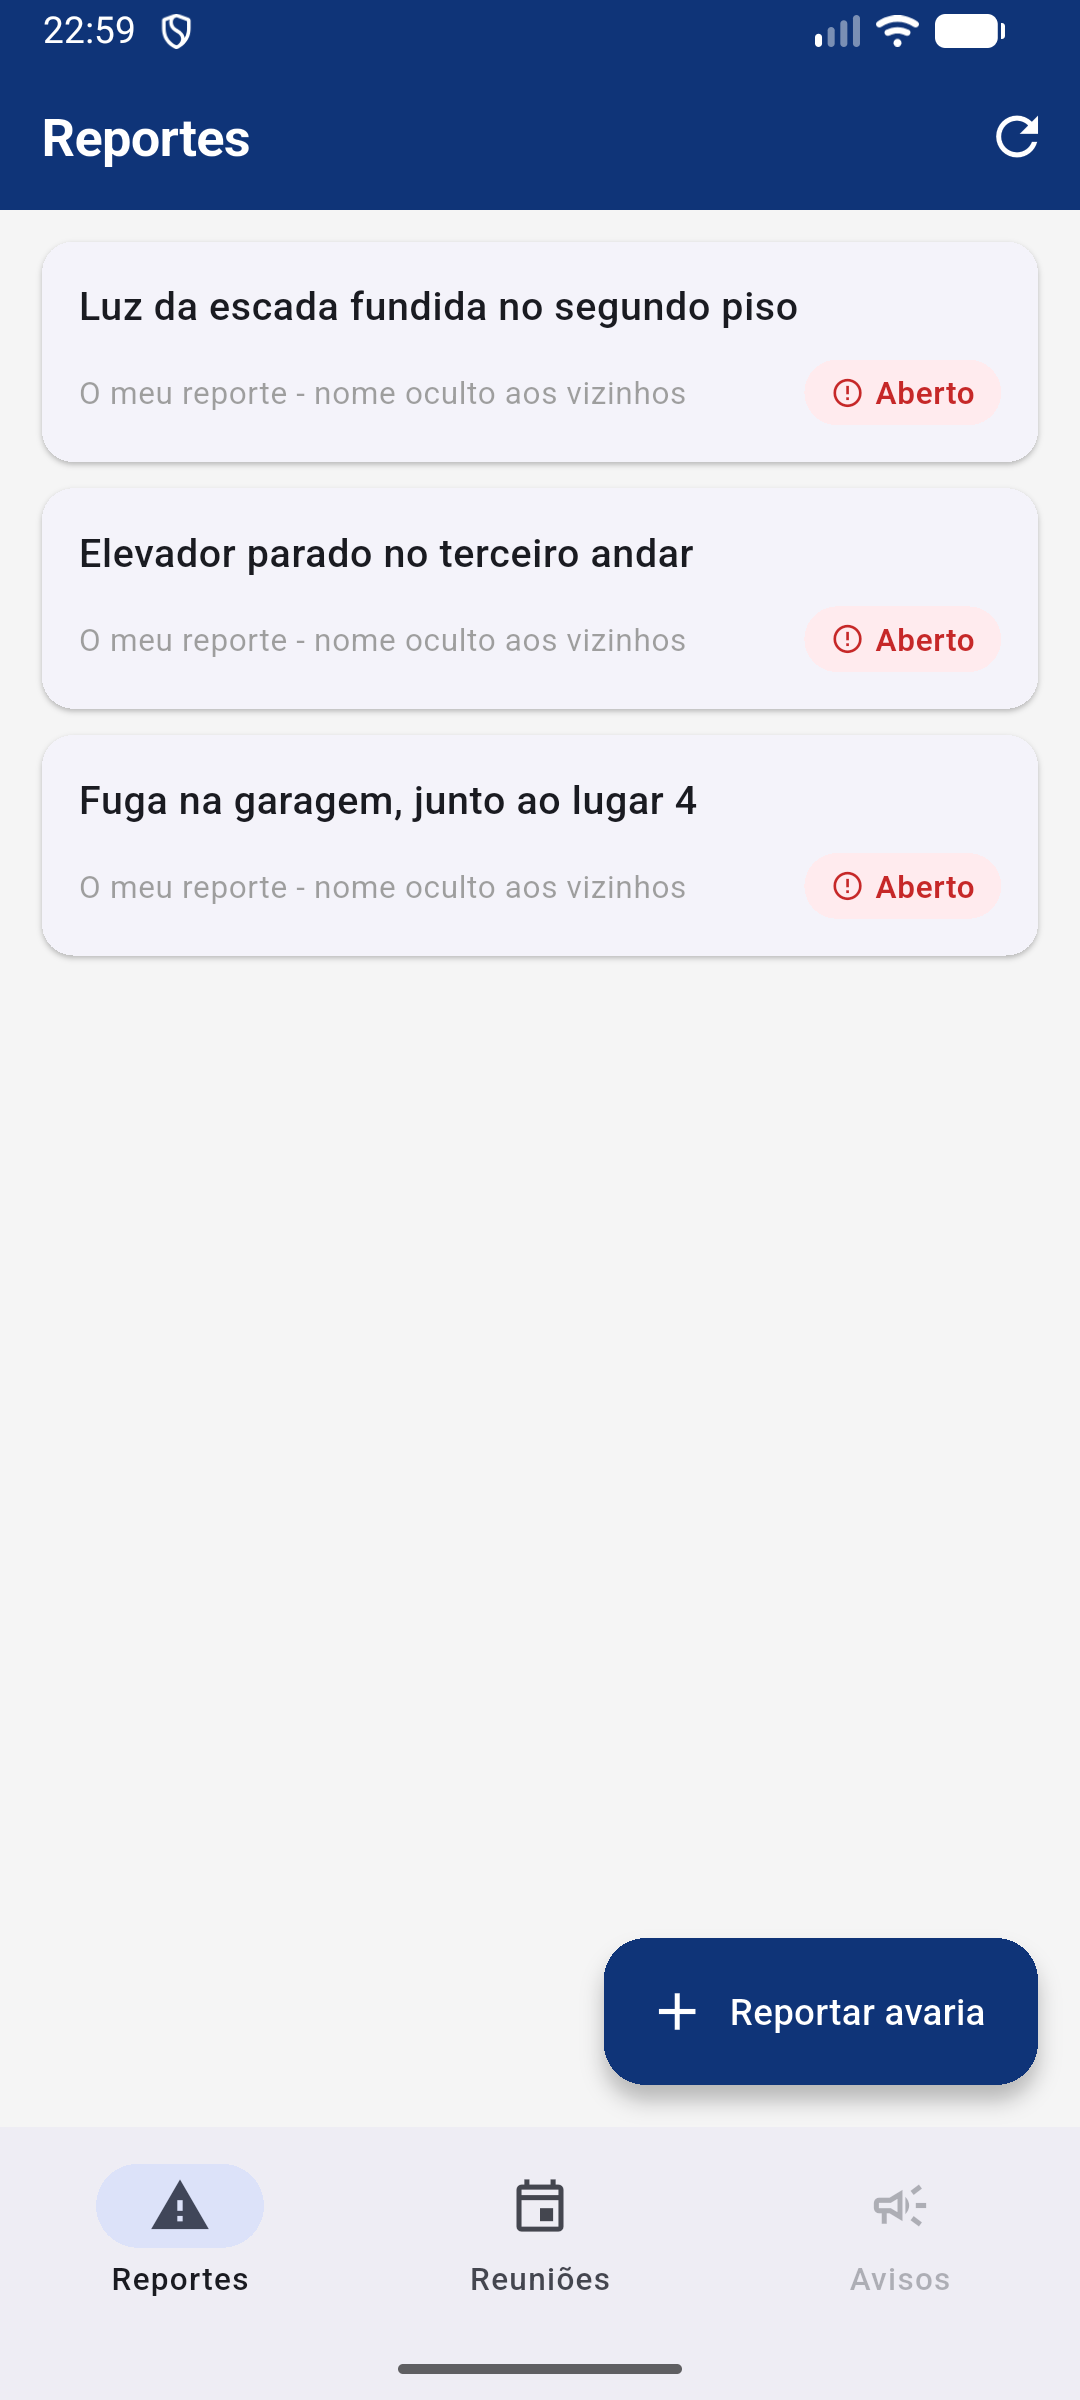 22:59
Reportes
Luz da escada fundida no segundo piso
O meu reporte - nome oculto aos vizinhos
Aberto
Elevador parado no terceiro andar
O meu reporte - nome oculto aos vizinhos
Aberto
Fuga na garagem, junto ao lugar 4
O meu reporte - nome oculto aos vizinhos
Aberto
Reportar avaria
Reportes
Reuniões
Avisos